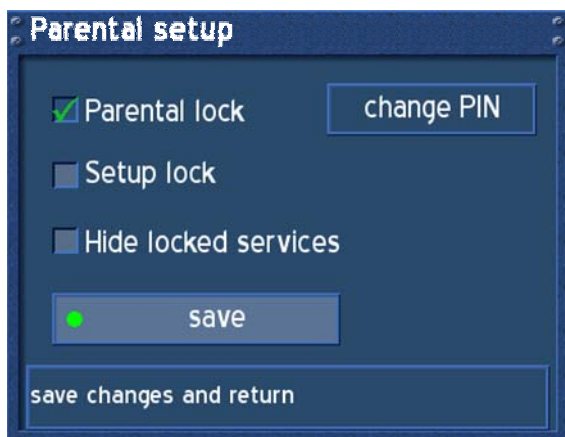 Parental setup
Parental lock
change PIN
Setup lock
Hide locked services
save
save changes and return